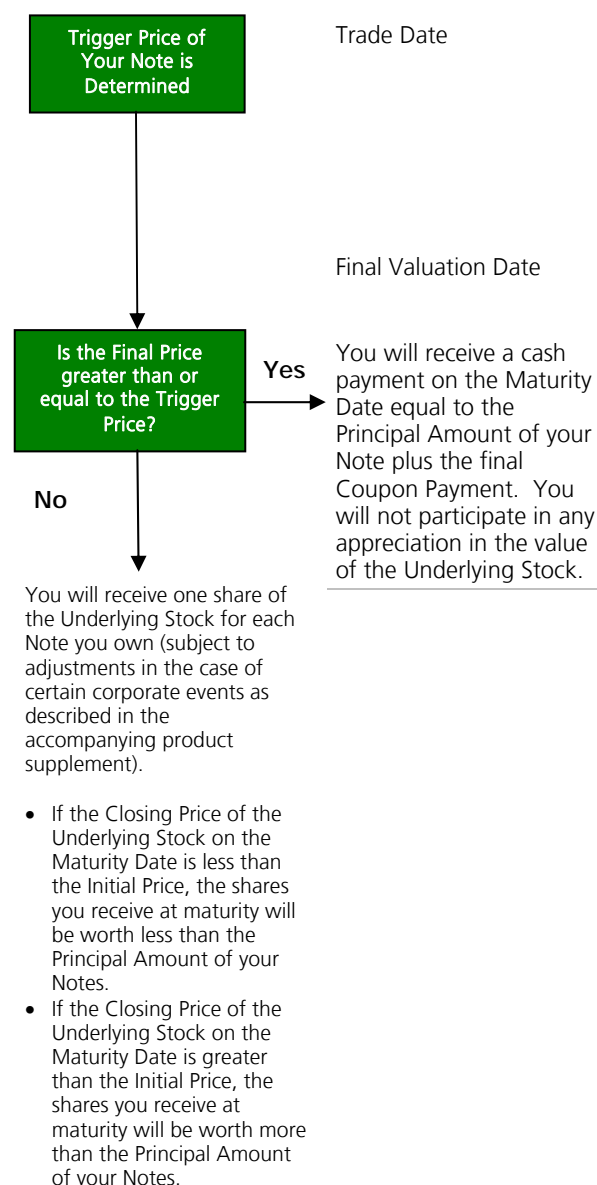 Trigger Price of
Your Note is
Determined
Trade Date
Final Valuation Date
Is the Final Price
greater than or
equal to the Trigger
Price?
Yes
You will receive a cash
payment on the Maturity
Date equal to the
Principal Amount of your
Note plus the final
Coupon Payment.  You
will not participate in any
appreciation in the value
of the Underlying Stock.
No
You will receive one share of
the Underlying Stock for each
Note you own (subject to
adjustments in the case of
certain corporate events as
described in the
accompanying product
supplement).
• If the Closing Price of the
Underlying Stock on the
Maturity Date is less than
the Initial Price, the shares
you receive at maturity will
be worth less than the
Principal Amount of your
Notes.
• If the Closing Price of the
Underlying Stock on the
Maturity Date is greater
than the Initial Price, the
shares you receive at
maturity will be worth more
than the Principal Amount
of your Notes.